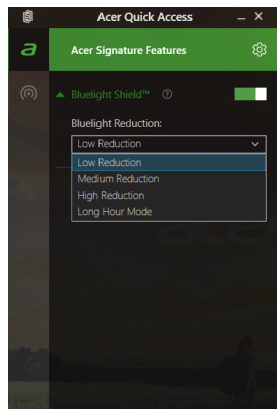 Acer Quick Access
Acer Signature Features
Bluelight Shield™
Bluelight Reduction:
Low Reduction
Low Reduction
Medium Reduction
High Reduction
Long Hour Mode